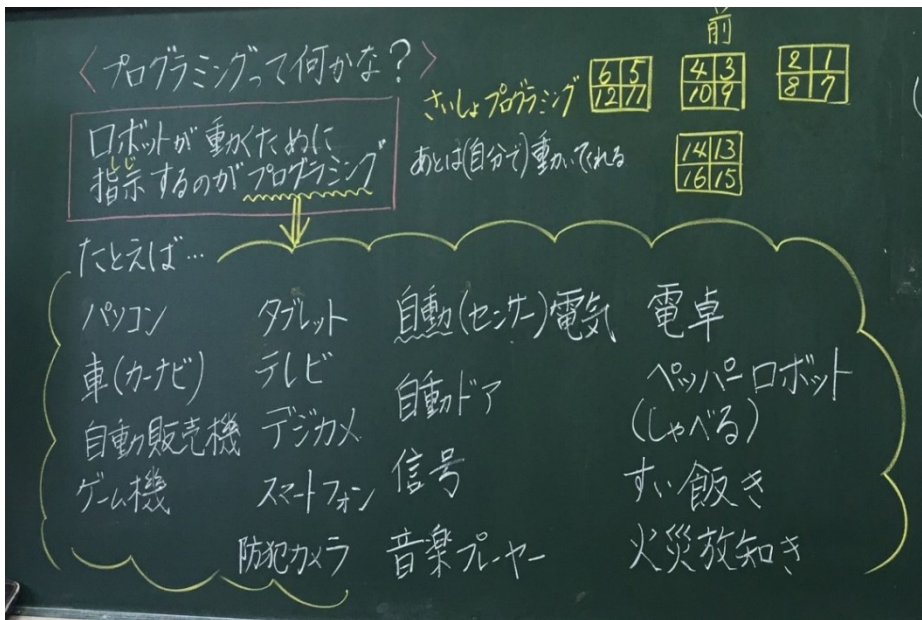 〈プログラミングって何かな?〉
ロボットが動くために
しじ
指示するのがプログラミング
さいしょプログラミング
あとは(自分で)動いてくれる
前
6 5
12 11
4 3
10 9
2 1
8 7
14 13
16 15
たとえば…
パソコン
車(カーナビ)
自動販売機
ゲーム機
タブレット
テレビ
デジカメ
スマートフォン
防犯カメラ
自動(センサー)電気
自動ドア
信号
音楽プレーヤー
電卓
ペッパーロボット
(しゃべる)
すい飯き
火災放知き